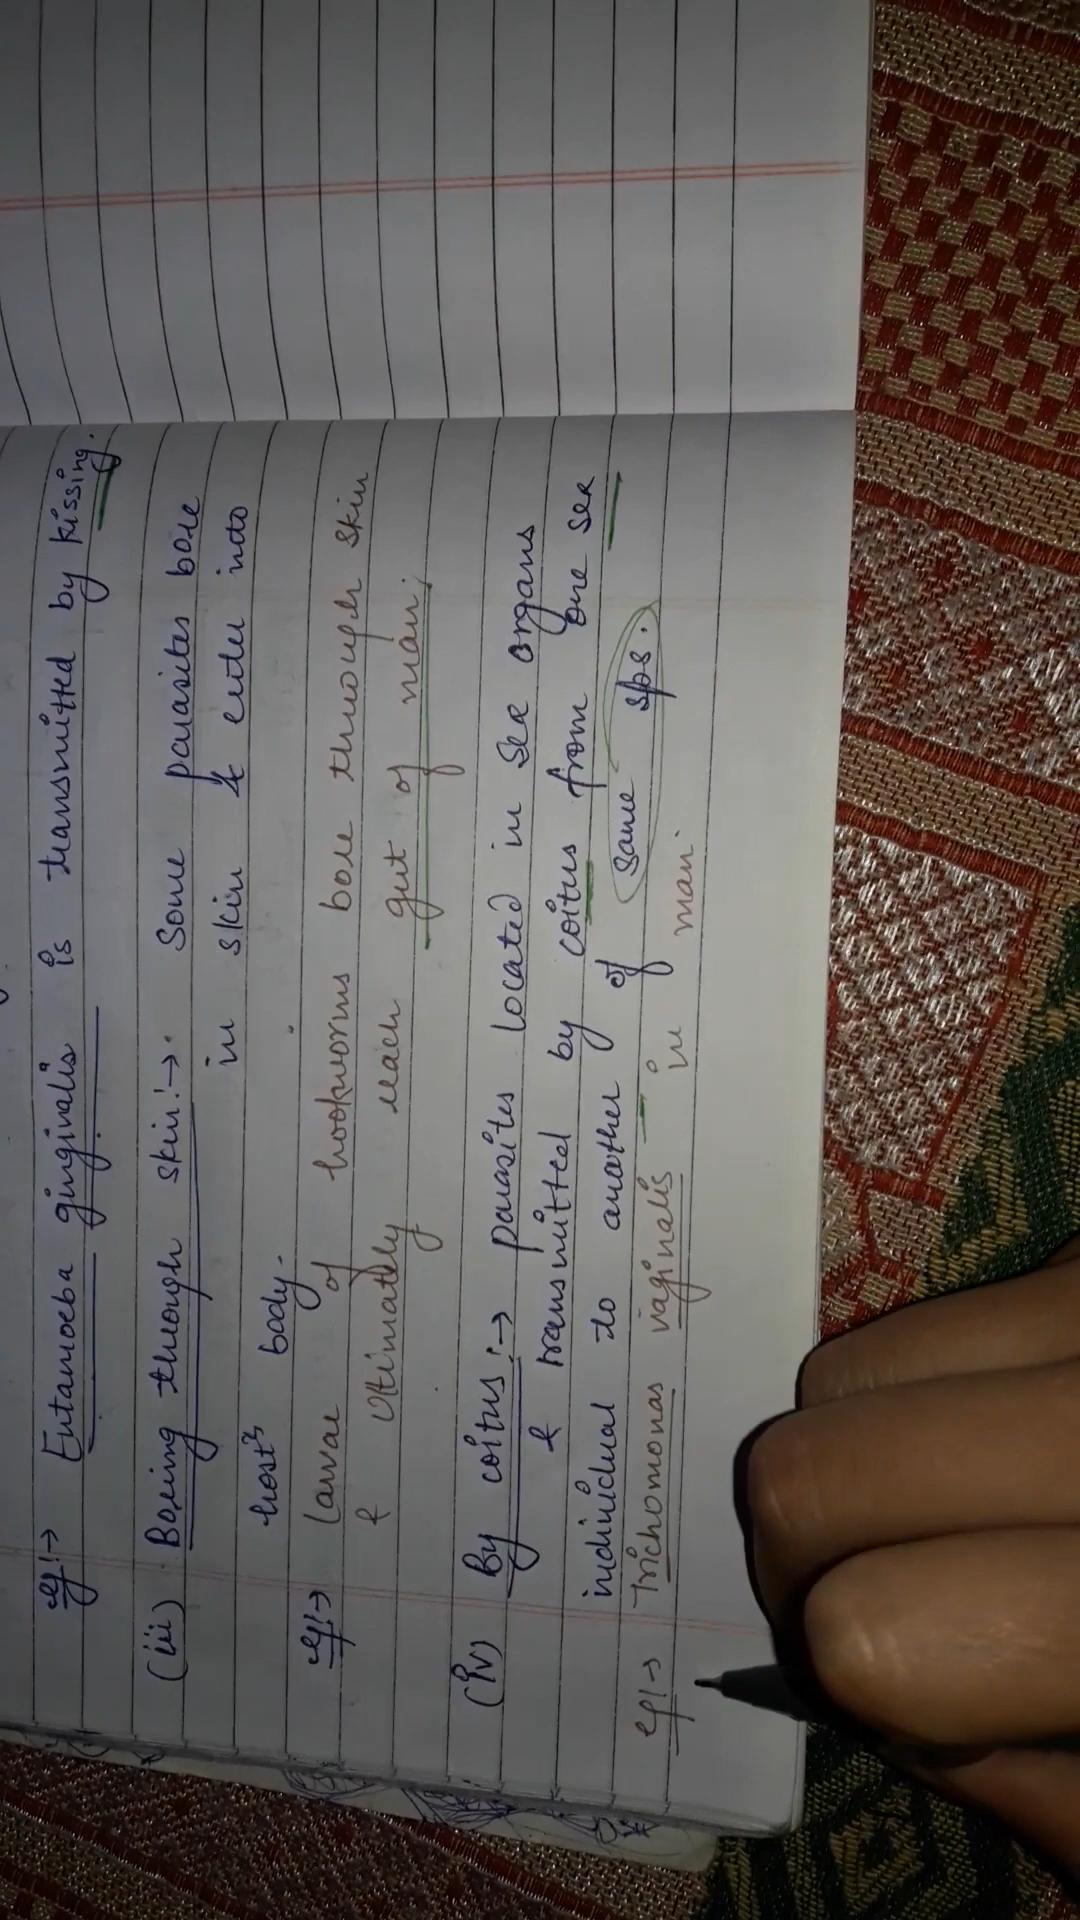 eg!→ Entamoeba ginginalis is transmitted by kissing.
(iii) Boring through skin!→ Some parasites bore
in skin & enter into
host's body.
eg!→ Larvae of hookworms bore through skin
& Ultimately reach gut of man.
(iv) By coitus!→ parasites located in sex organs
& transmitted by coitus from one sex
individual to another of same sps.
eg!→ Trichomonas vaginalis in man.